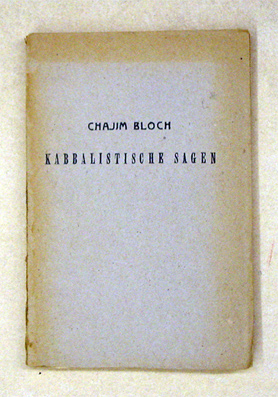 CHAJIM BLOCH
KABBALISTISCHE SAGEN